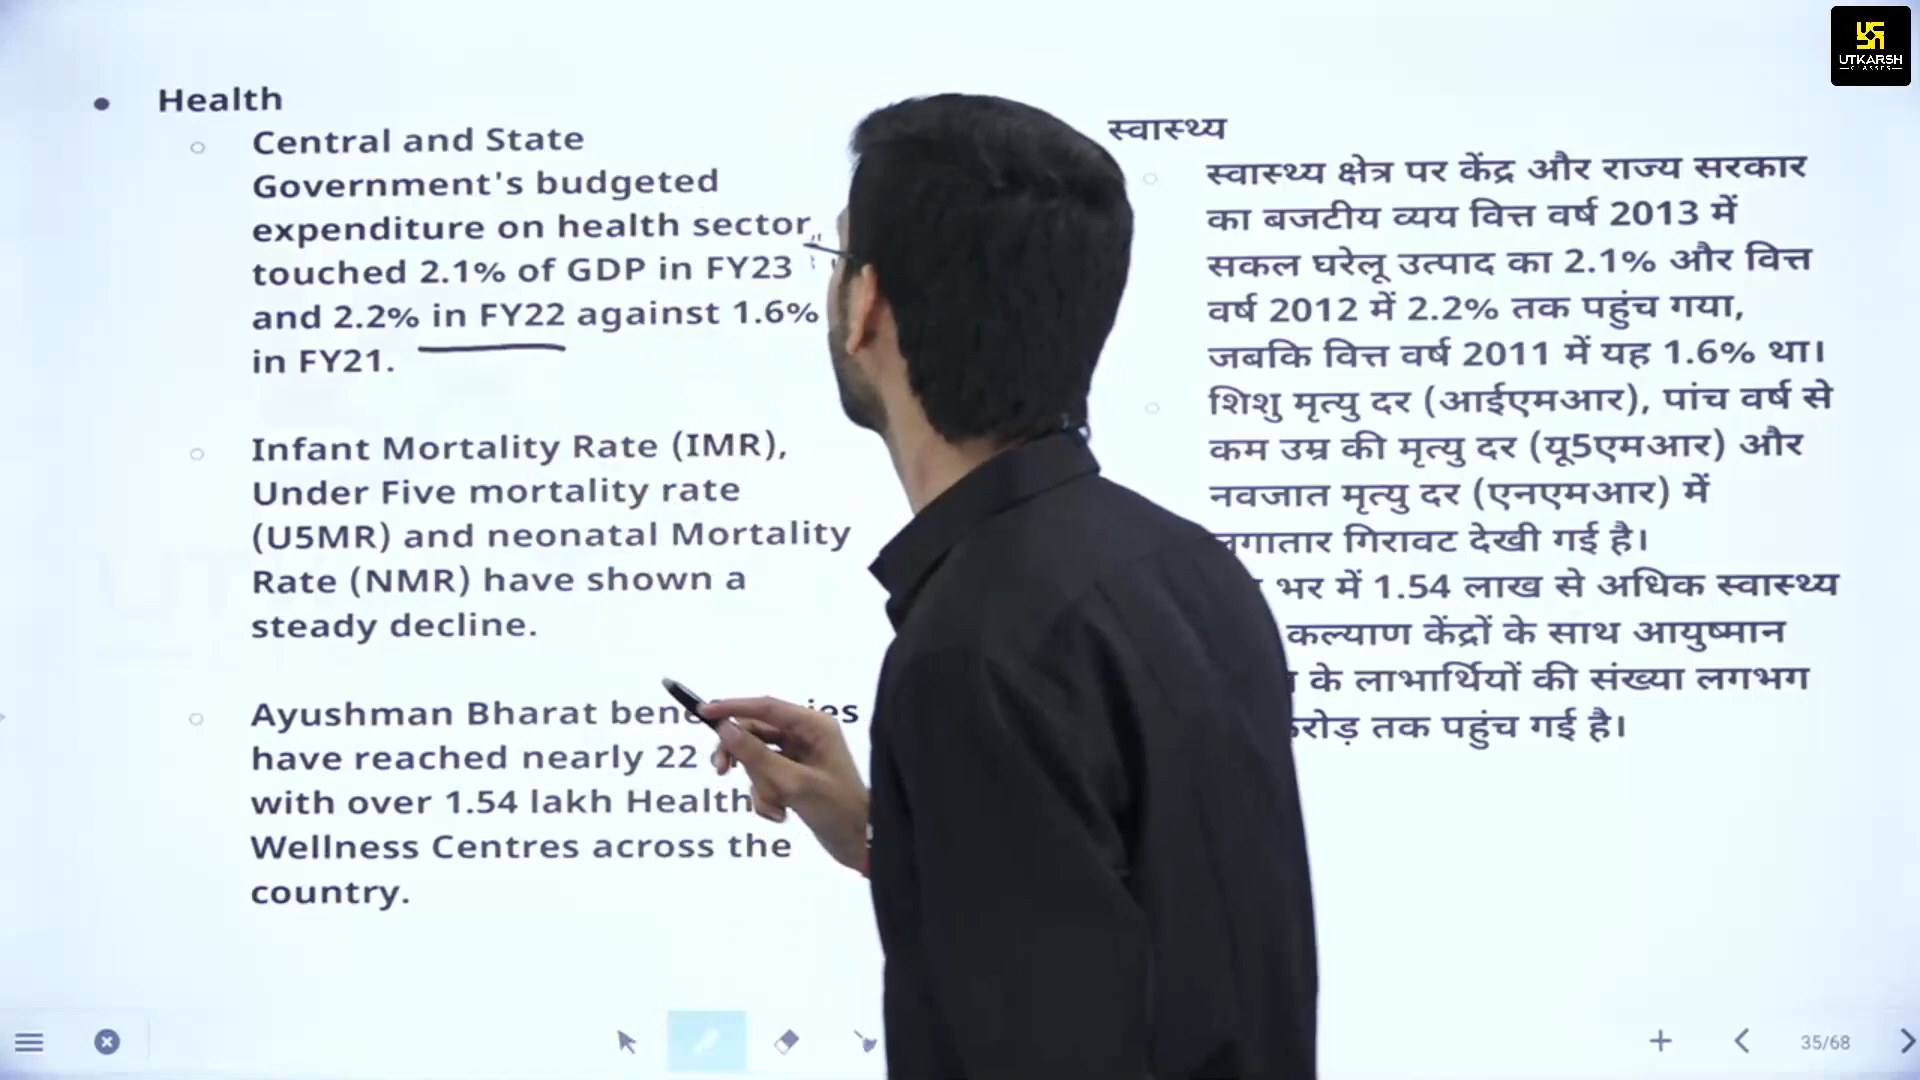 UTKARSH
CLASSES
Health
Central and State
Government's budgeted
expenditure on health sector
touched 2.1% of GDP in FY23
and 2.2% in FY22 against 1.6%
in FY21.
Infant Mortality Rate (IMR),
Under Five mortality rate
(U5MR) and neonatal Mortality
Rate (NMR) have shown a
steady decline.
Ayushman Bharat
have reached nearly 22
with over 1.54 lakh Health
Wellness Centres across the
country.
स्वास्थ्य
स्वास्थ्य क्षेत्र पर केंद्र और राज्य सरकार
का बजटीय व्यय वित्त वर्ष 2013 में
सकल घरेलू उत्पाद का 2.1% और वित्त
वर्ष 2012 में 2.2% तक पहुंच गया,
जबकि वित्त वर्ष 2011 में यह 1.6% था।
शिशु मृत्यु दर (आईएमआर), पांच वर्ष से
कम उम्र की मृत्यु दर (यू5एमआर) और
नवजात मृत्यु दर (एनएमआर) में
लगातार गिरावट देखी गई है।
भर में 1.54 लाख से अधिक स्वास्थ्य
कल्याण केंद्रों के साथ आयुष्मान
के लाभार्थियों की संख्या लगभग
तक पहुंच गई है।
35/68